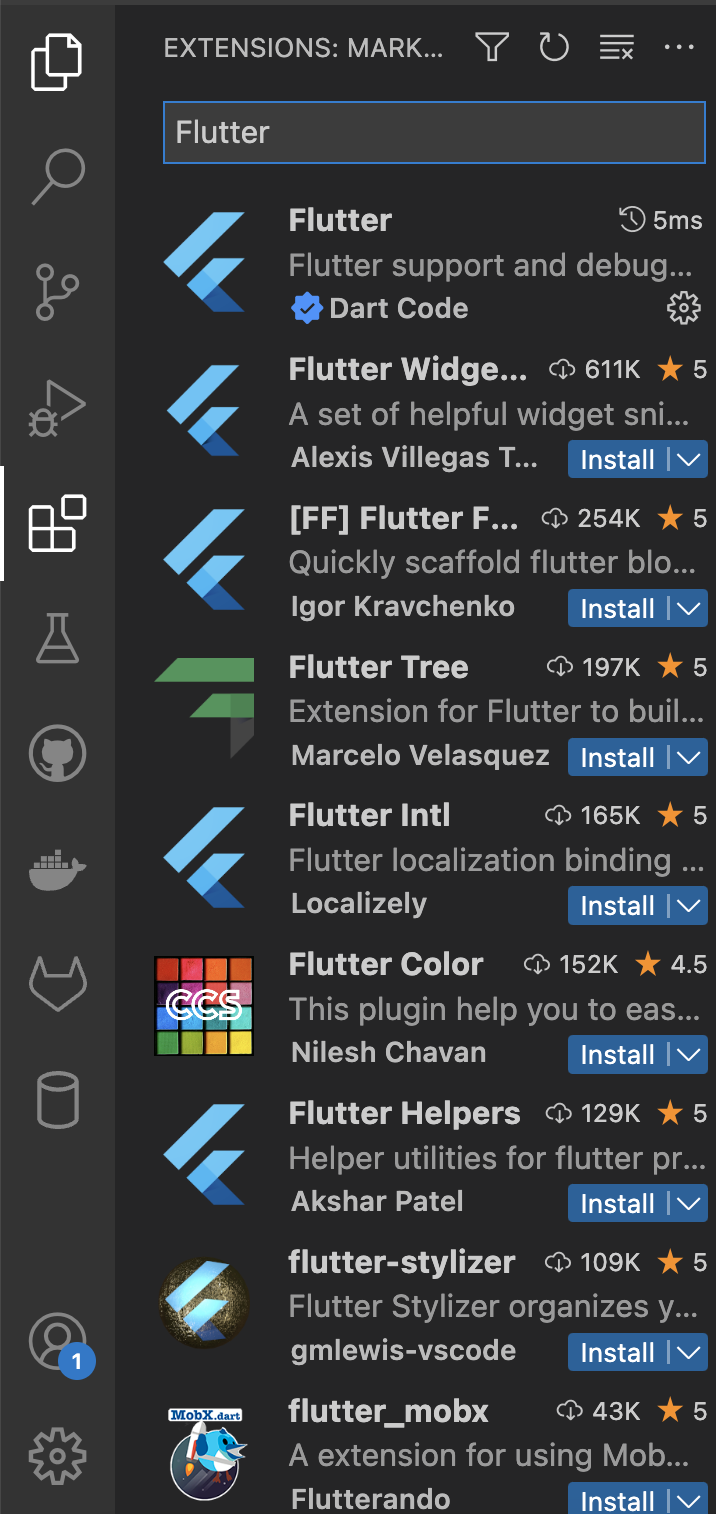 EXTENSIONS: MARK...
Flutter
Flutter 5ms
Flutter support and debug...
Dart Code
Flutter Widge... 611K 5
A set of helpful widget sni...
Alexis Villegas T... Install
[FF] Flutter F... 254K 5
Quickly scaffold flutter blo...
Igor Kravchenko Install
Flutter Tree 197K 5
Extension for Flutter to buil...
Marcelo Velasquez Install
Flutter Intl 165K 5
Flutter localization binding ...
Localizely Install
CCS
Flutter Color 152K 4.5
This plugin help you to eas...
Nilesh Chavan Install
Flutter Helpers 129K 5
Helper utilities for flutter pr...
Akshar Patel Install
flutter-stylizer 109K 5
Flutter Stylizer organizes y...
gmlewis-vscode Install
1
MobX.dart
flutter_mobx 43K 5
A extension for using Mob...
Flutterando Install